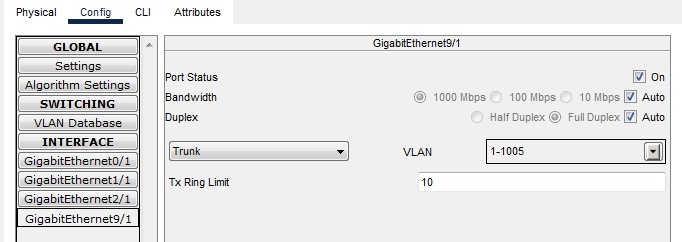 Physical Config CLI Attributes
GLOBAL
Settings
Algorithm Settings
SWITCHING
VLAN Database
INTERFACE
GigabitEthernet0/1
GigabitEthernet1/1
GigabitEthernet2/1
GigabitEthernet9/1
GigabitEthernet9/1
Port Status On
Bandwidth 1000 Mbps 100 Mbps 10 Mbps Auto
Duplex Half Duplex Full Duplex Auto
Trunk VLAN 1-1005
Tx Ring Limit 10